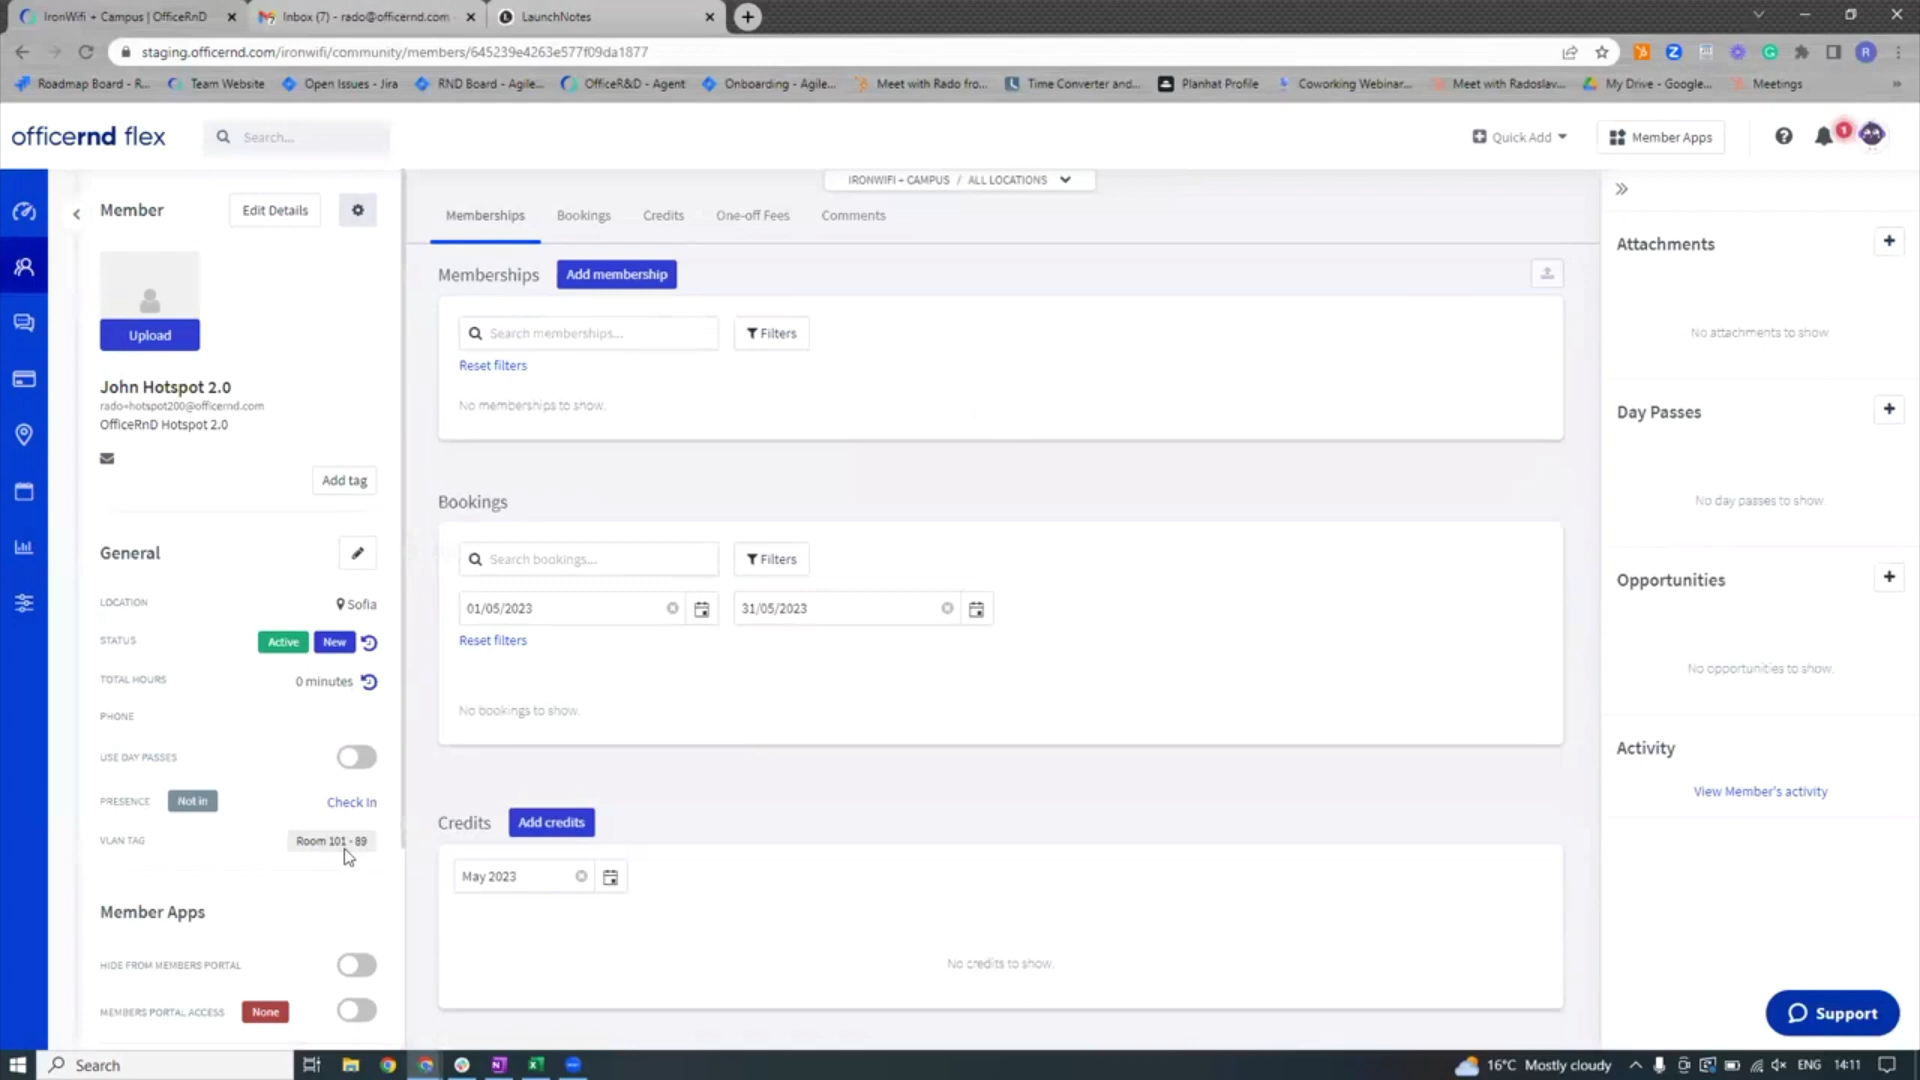 IronWifi + Campus | OfficeRnD
Inbox (7) - rado@officernd.com
LaunchNotes
staging.officernd.com/ironwifi/community/members/645239e4263e577f09da1877
Roadmap Board - R...
Team Website
Open Issues - Jira
RND Board - Agile...
OfficeR&D - Agent
Onboarding - Agile...
Meet with Rado fro...
Time Converter and...
Planhat Profile
Coworking Webinar...
Meet with Radoslav...
My Drive - Google...
Meetings
officernd flex
Search...
Quick Add
Member Apps
1
IRONWIFI + CAMPUS / ALL LOCATIONS
Member
Edit Details
Upload
John Hotspot 2.0
rado+hotspot200@officernd.com
OfficeRnD Hotspot 2.0
Add tag
General
LOCATION
Sofia
STATUS
Active
New
TOTAL HOURS
0 minutes
PHONE
USE DAY PASSES
PRESENCE
Not in
Check In
VLAN TAG
Room 101 - 89
Member Apps
HIDE FROM MEMBERS PORTAL
MEMBERS PORTAL ACCESS
None
Memberships
Bookings
Credits
One-off Fees
Comments
Memberships
Add membership
Search memberships...
Filters
Reset filters
No memberships to show.
Bookings
Search bookings...
Filters
01/05/2023
31/05/2023
Reset filters
No bookings to show.
Credits
Add credits
May 2023
No credits to show.
Attachments
No attachments to show
Day Passes
No day passes to show.
Opportunities
No opportunities to show.
Activity
View Member's activity
Support
Search
16°C Mostly cloudy
ENG
14:11